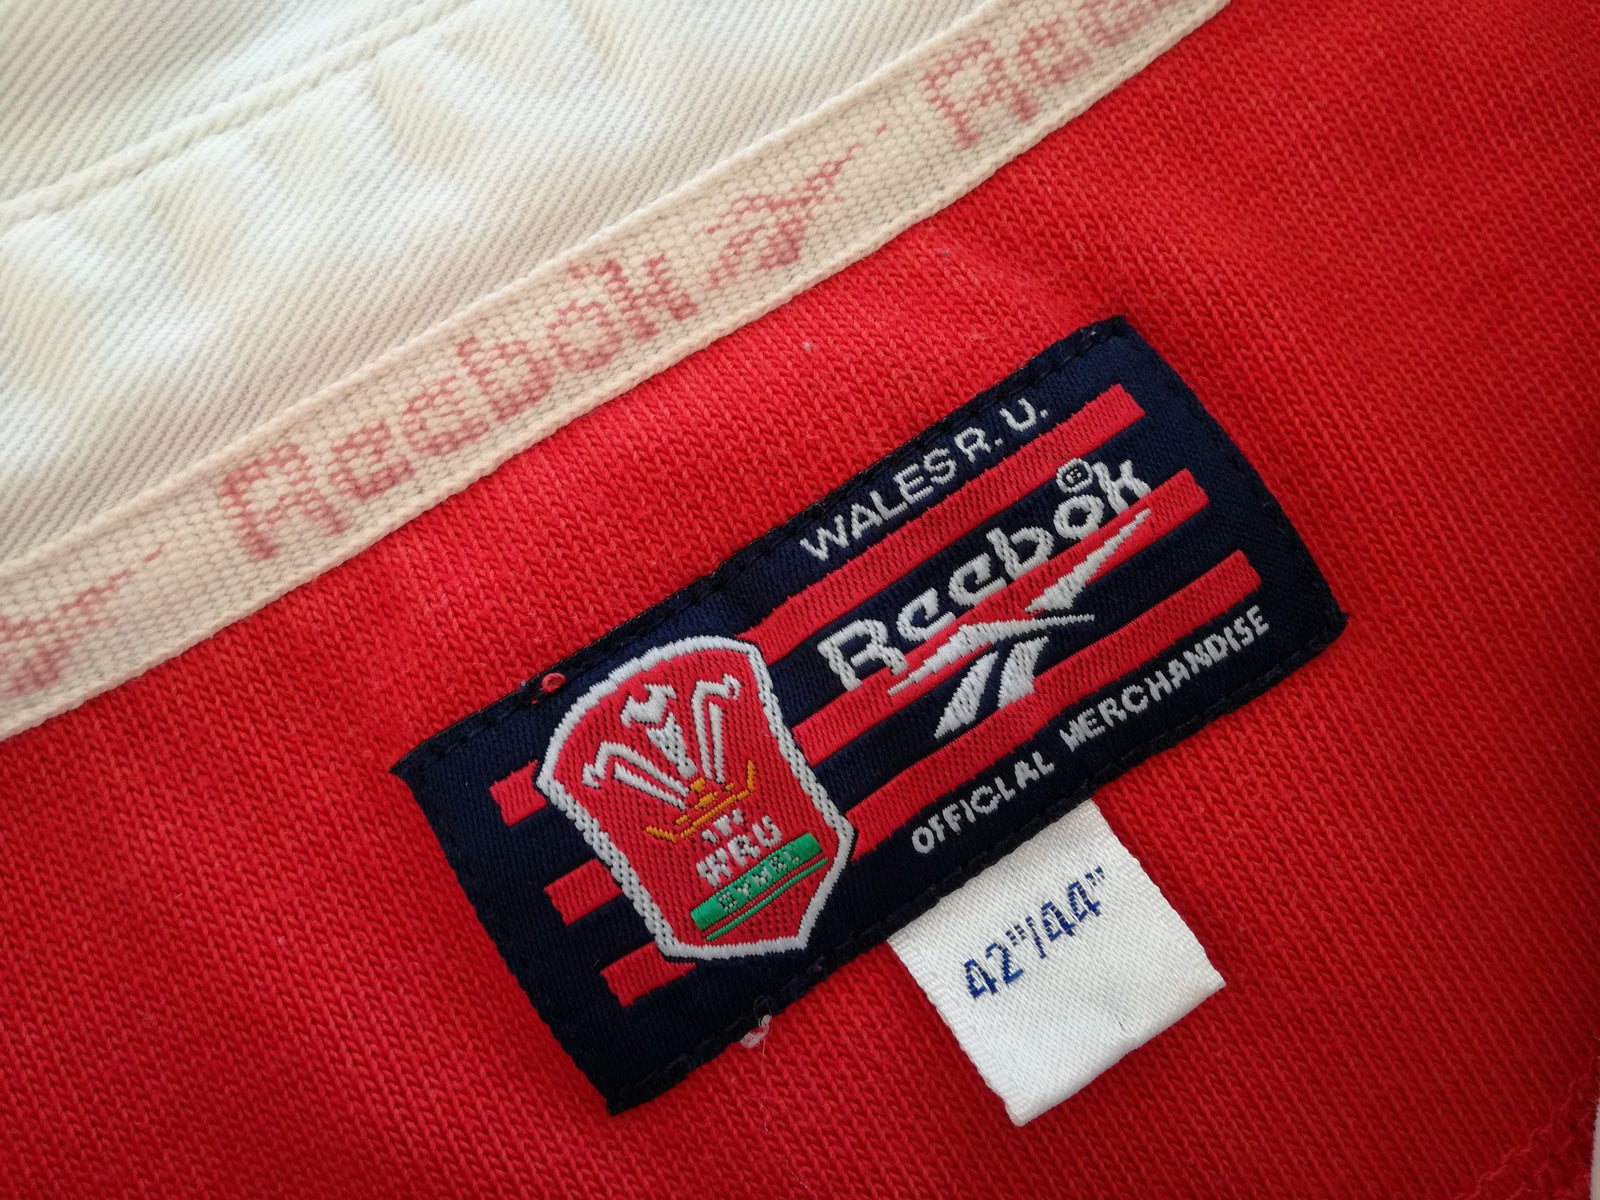 Reebok Reebok
WALES R. U.
Reebok
WRU
OFFICIAL MERCHANDISE
42"/44"